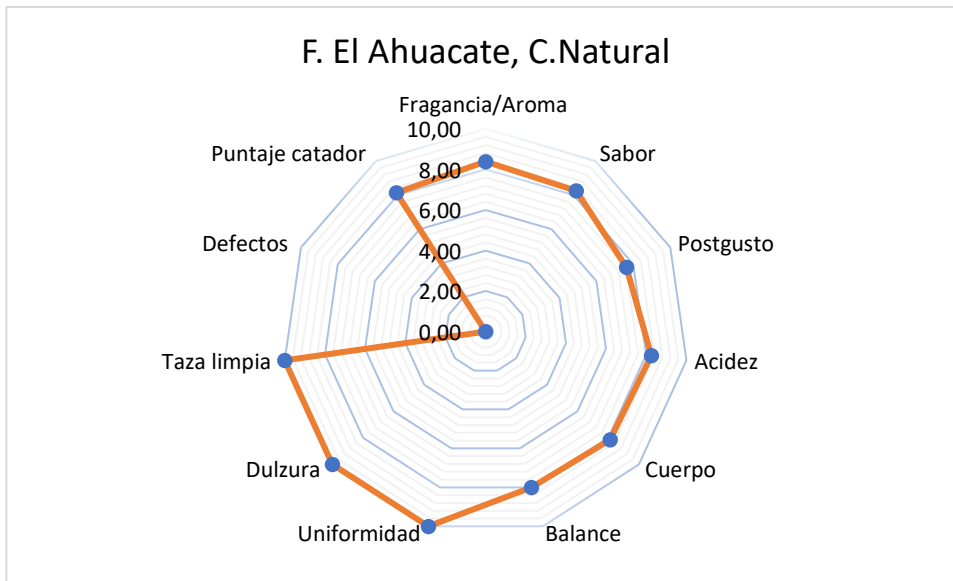 F. El Ahuacate, C.Natural
Fragancia/Aroma
10,00
Puntaje catador
Sabor
8,00
6,00
Defectos
Postgusto
4,00
2,00
0,00
Taza limpia
Acidez
Dulzura
Cuerpo
Uniformidad
Balance